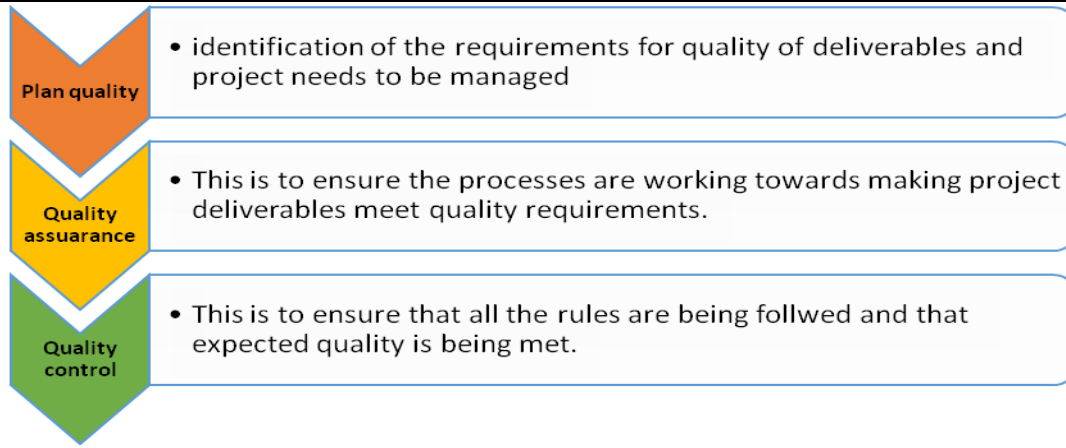 Plan quality
• identification of the requirements for quality of deliverables and
project needs to be managed
Quality
assuarance
• This is to ensure the processes are working towards making project
deliverables meet quality requirements.
Quality
control
• This is to ensure that all the rules are being follwed and that
expected quality is being met.